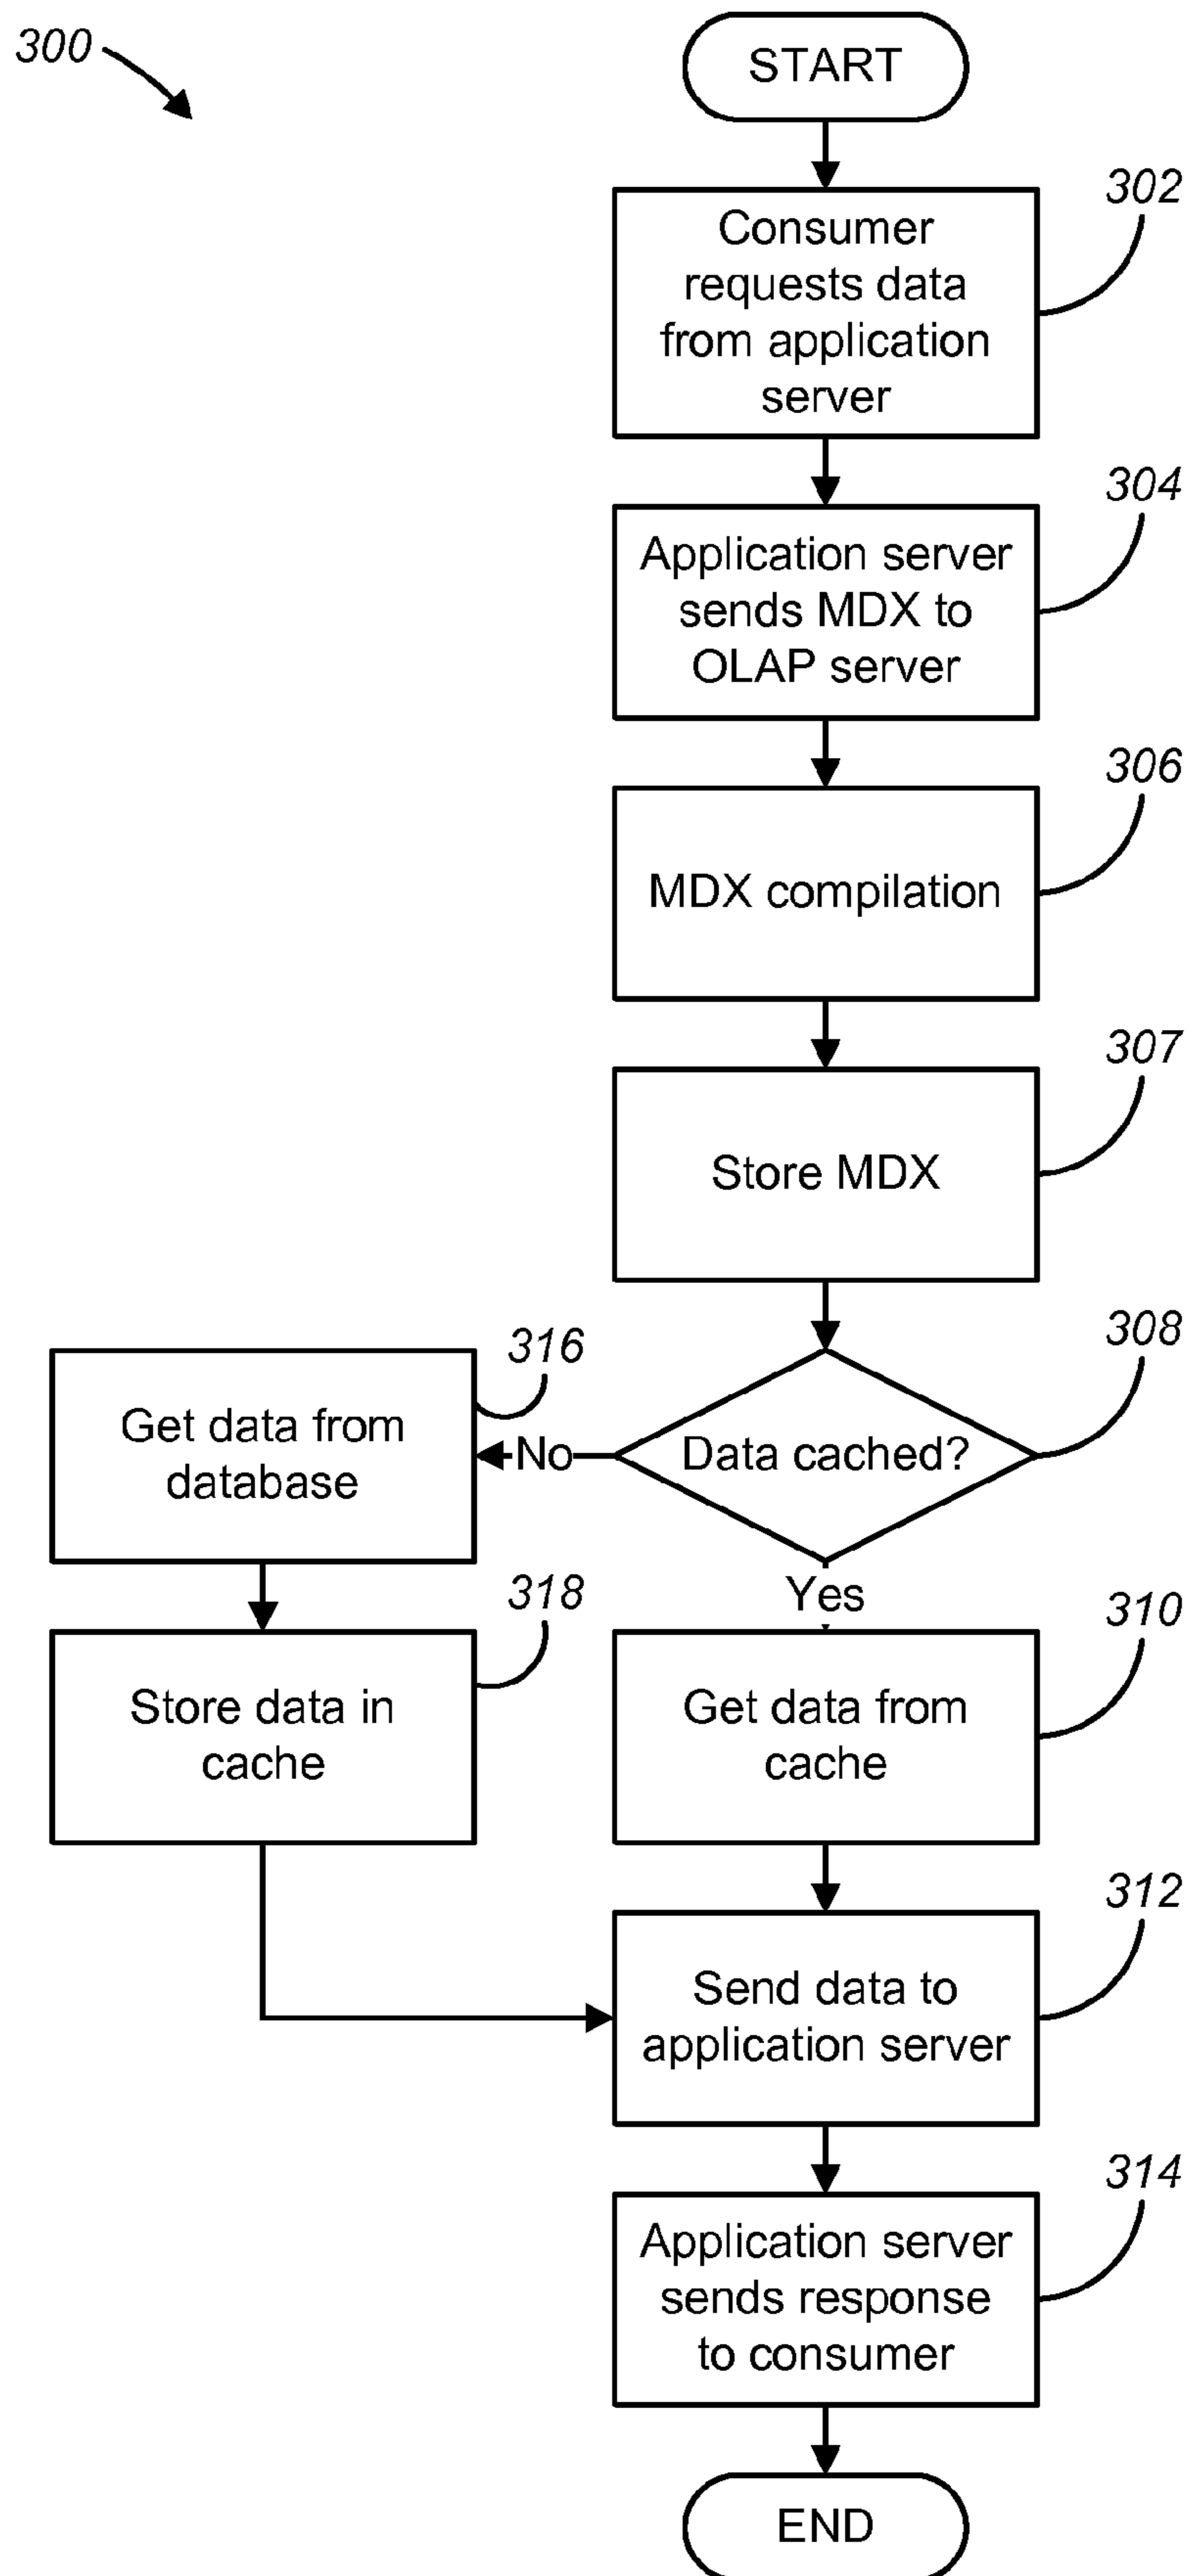 300
START
302
Consumer
requests data
from application
server
304
Application server
sends MDX to
OLAP server
306
MDX compilation
307
Store MDX
308
Data cached?
316
Get data from
database
No
Yes
318
Store data in
cache
310
Get data from
cache
312
Send data to
application server
314
Application server
sends response
to consumer
END